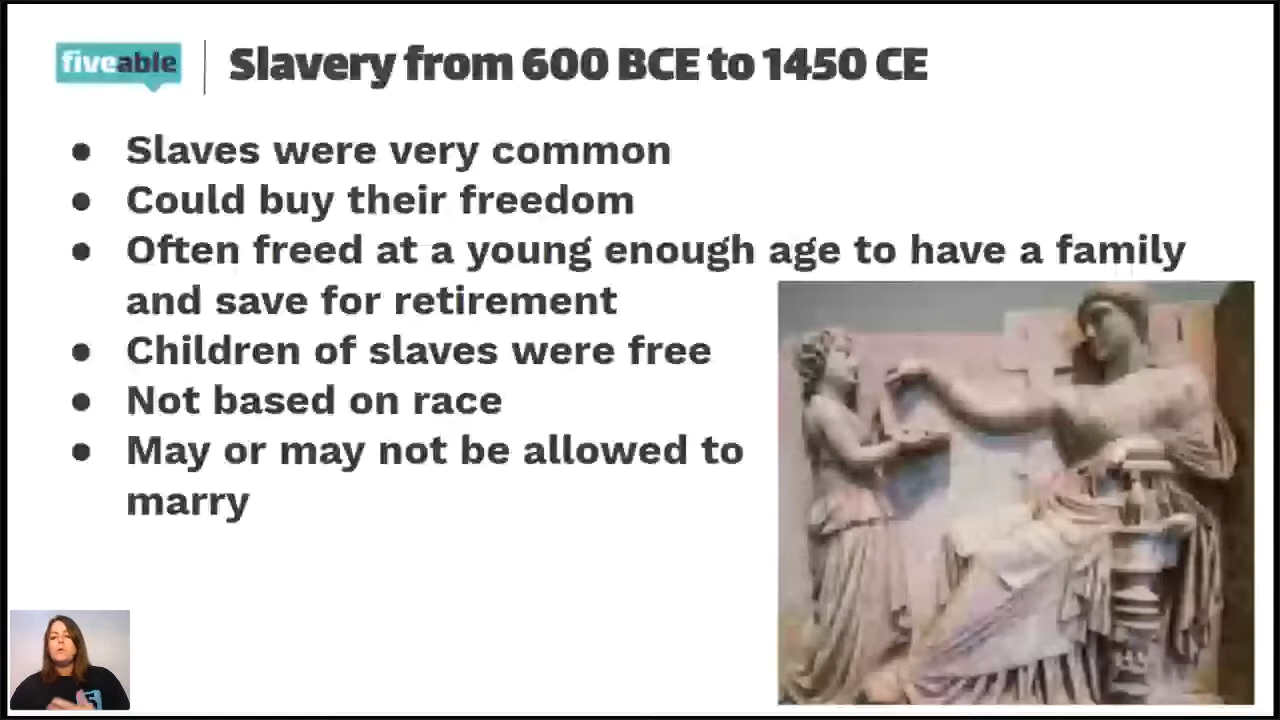 fiveable
Slavery from 600 BCE to 1450 CE
● Slaves were very common
● Could buy their freedom
● Often freed at a young enough age to have a family
and save for retirement
● Children of slaves were free
● Not based on race
● May or may not be allowed to
marry